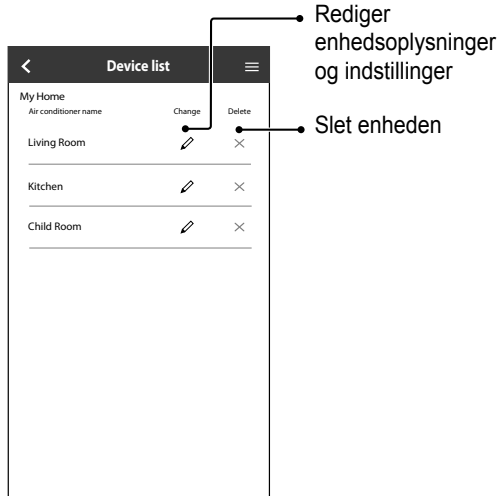 Rediger
enhedsoplysninger
og indstillinger
Slet enheden
Device list
My Home
Air conditioner name Change Delete
Living Room
Kitchen
Child Room